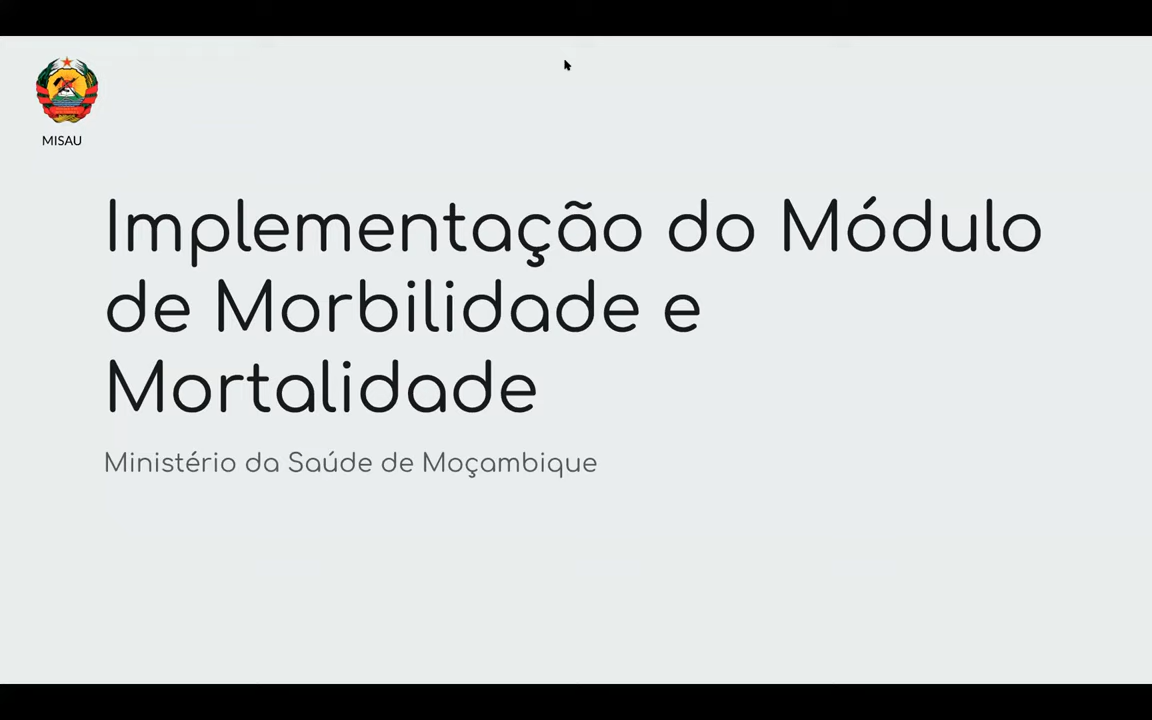 MISAU
Implementação do Módulo
de Morbilidade e
Mortalidade
Ministério da Saúde de Moçambique